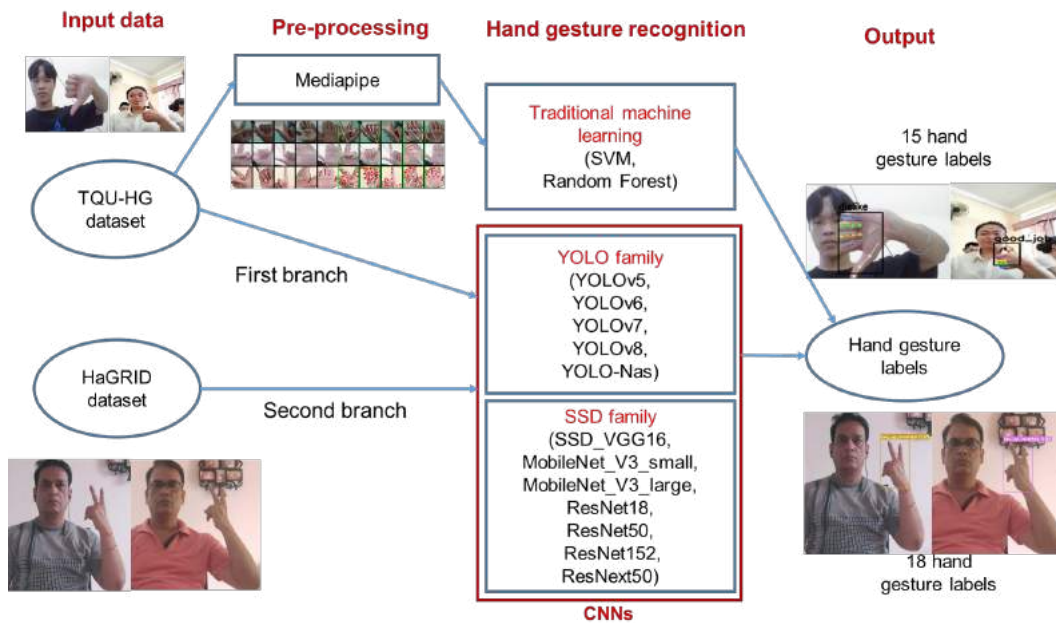 Input data
Pre-processing
Hand gesture recognition
Output
Mediapipe
Traditional machine
learning
(SVM,
Random Forest)
15 hand
gesture labels
TQU-HG
dataset
good_job
First branch
YOLO family
(YOLOv5,
YOLOv6,
YOLOv7,
YOLOv8,
YOLO-Nas)
Hand gesture
labels
HaGRID
dataset
Second branch
SSD family
(SSD_VGG16,
MobileNet_V3_small,
MobileNet_V3_large,
ResNet18,
ResNet50,
ResNet152,
ResNext50)
18 hand
gesture labels
CNNs